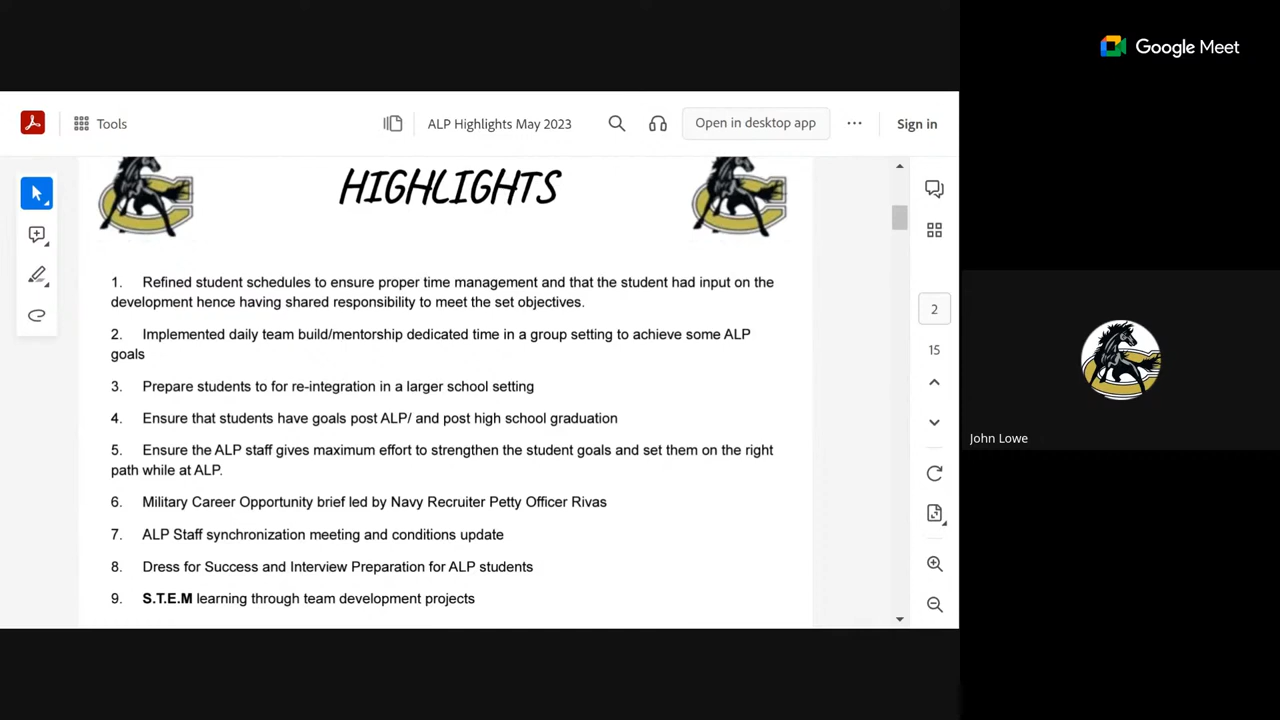 Google Meet
Tools
ALP Highlights May 2023
Open in desktop app
Sign in
HIGHLIGHTS
1. Refined student schedules to ensure proper time management and that the student had input on the
development hence having shared responsibility to meet the set objectives.
2. Implemented daily team build/mentorship dedicated time in a group setting to achieve some ALP
goals
3. Prepare students to for re-integration in a larger school setting
4. Ensure that students have goals post ALP/ and post high school graduation
5. Ensure the ALP staff gives maximum effort to strengthen the student goals and set them on the right
path while at ALP.
6. Military Career Opportunity brief led by Navy Recruiter Petty Officer Rivas
7. ALP Staff synchronization meeting and conditions update
8. Dress for Success and Interview Preparation for ALP students
9. S.T.E.M learning through team development projects
2
15
John Lowe